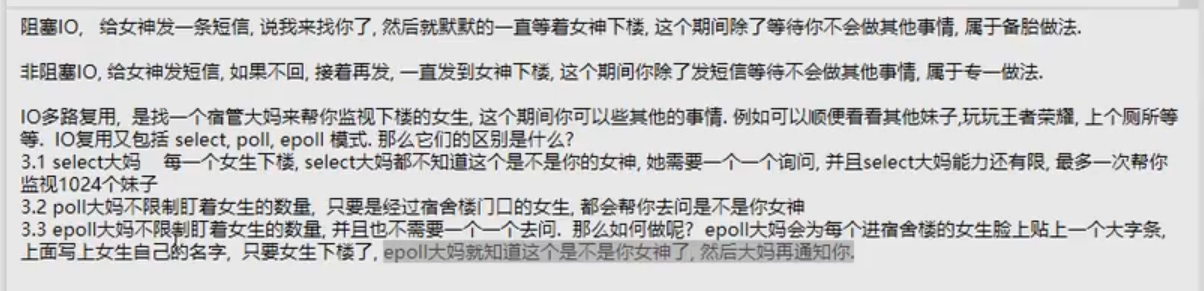 阻塞IO， 给女神发一条短信, 说我来找你了, 然后就默默的一直等着女神下楼, 这个期间除了等待你不会做其他事情, 属于备胎做法.
非阻塞IO, 给女神发短信, 如果不回, 接着再发, 一直发到女神下楼, 这个期间你除了发短信等待不会做其他事情, 属于专一做法.
IO多路复用, 是找一个宿管大妈来帮你监视下楼的女生, 这个期间你可以些其他的事情. 例如可以顺便看看其他妹子,玩玩王者荣耀, 上个厕所等
等. IO复用又包括 select, poll, epoll 模式. 那么它们的区别是什么?
3.1 select大妈 每一个女生下楼, select大妈都不知道这个是不是你的女神, 她需要一个一个询问, 并且select大妈能力还有限, 最多一次帮你
监视1024个妹子
3.2 poll大妈不限制盯着女生的数量, 只要是经过宿舍楼门口的女生, 都会帮你去问是不是你女神
3.3 epoll大妈不限制盯着女生的数量, 并且也不需要一个一个去问. 那么如何做呢? epoll大妈会为每个进宿舍楼的女生脸上贴上一个大字条,
上面写上女生自己的名字, 只要女生下楼了, epoll大妈就知道这个是不是你女神了, 然后大妈再通知你.